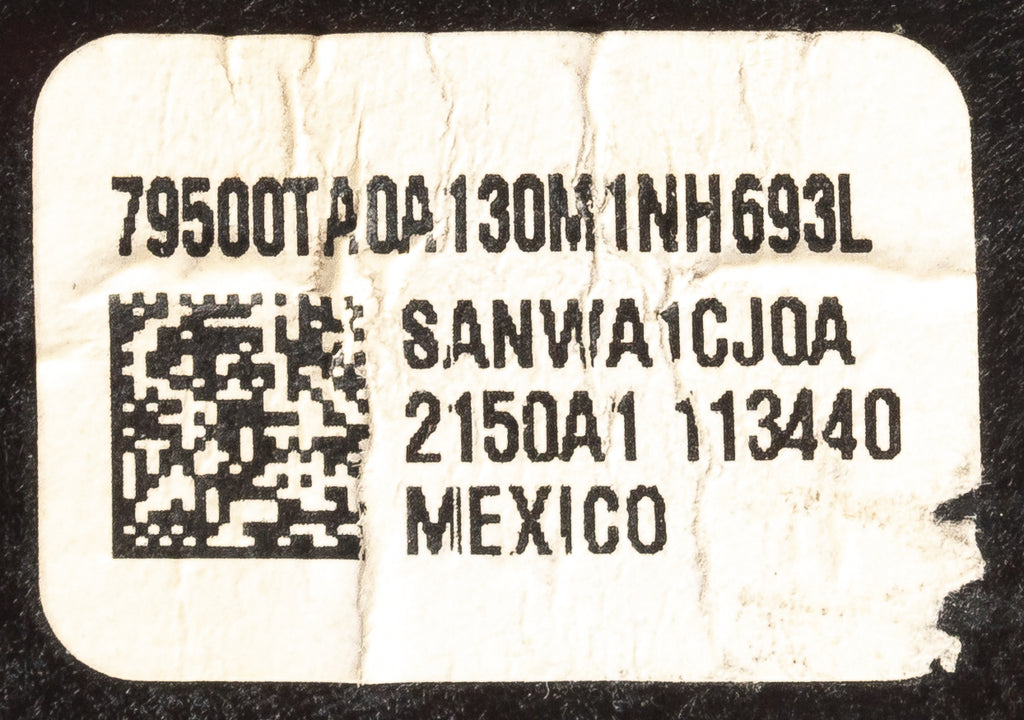 79500TA0A130M1NH693L
SANWA1CJ0A
2150A1 113440
MEXICO